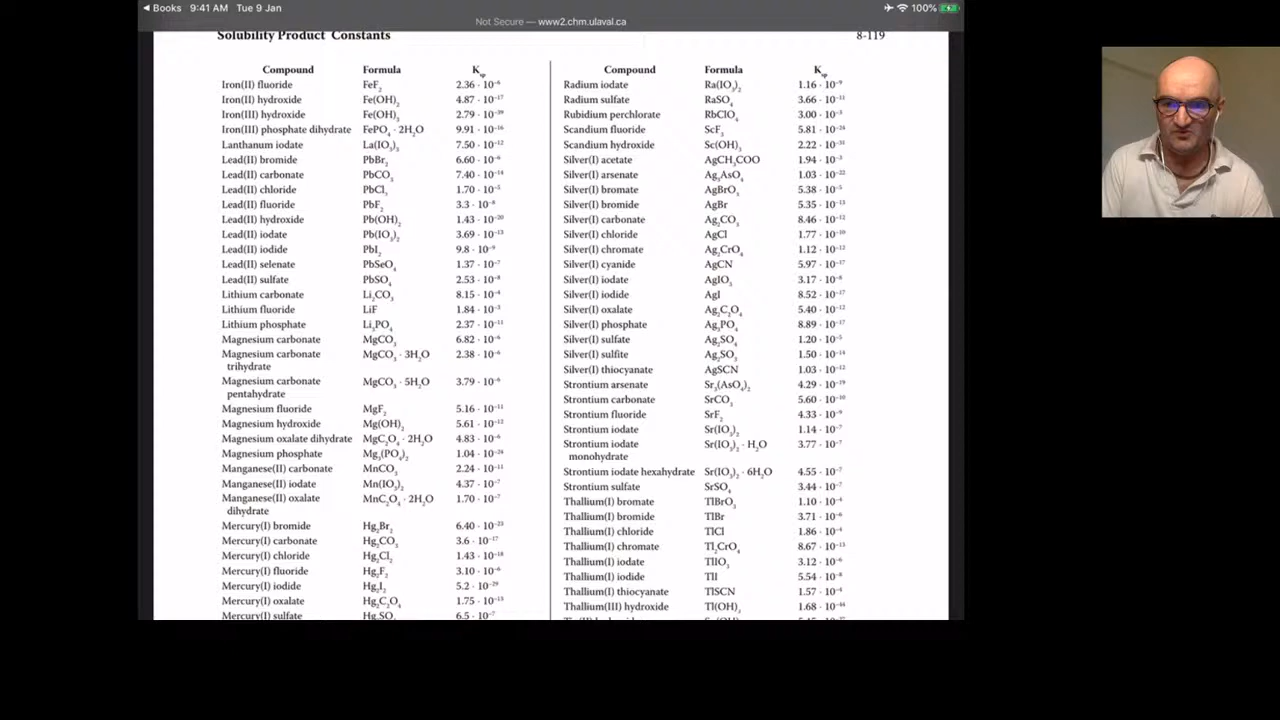 Books 9:41 AM Tue 9 Jan 100%
Not Secure — www2.chm.ulaval.ca
Solubility Product Constants 8-119
Compound Formula Ksp
Iron(II) fluoride FeF2 2.36 · 10−6
Iron(II) hydroxide Fe(OH)2 4.87 · 10−17
Iron(III) hydroxide Fe(OH)3 2.79 · 10−39
Iron(III) phosphate dihydrate FePO4 · 2H2O 9.91 · 10−16
Lanthanum iodate La(IO3)3 7.50 · 10−12
Lead(II) bromide PbBr2 6.60 · 10−6
Lead(II) carbonate PbCO3 7.40 · 10−14
Lead(II) chloride PbCl2 1.70 · 10−5
Lead(II) fluoride PbF2 3.3 · 10−8
Lead(II) hydroxide Pb(OH)2 1.43 · 10−20
Lead(II) iodate Pb(IO3)2 3.69 · 10−13
Lead(II) iodide PbI2 9.8 · 10−9
Lead(II) selenate PbSeO4 1.37 · 10−7
Lead(II) sulfate PbSO4 2.53 · 10−8
Lithium carbonate Li2CO3 8.15 · 10−4
Lithium fluoride LiF 1.84 · 10−3
Lithium phosphate Li3PO4 2.37 · 10−11
Magnesium carbonate MgCO3 6.82 · 10−6
Magnesium carbonate MgCO3 · 3H2O 2.38 · 10−6
trihydrate
Magnesium carbonate MgCO3 · 5H2O 3.79 · 10−6
pentahydrate
Magnesium fluoride MgF2 5.16 · 10−11
Magnesium hydroxide Mg(OH)2 5.61 · 10−12
Magnesium oxalate dihydrate MgC2O4 · 2H2O 4.83 · 10−6
Magnesium phosphate Mg3(PO4)2 1.04 · 10−24
Manganese(II) carbonate MnCO3 2.24 · 10−11
Manganese(II) iodate Mn(IO3)2 4.37 · 10−7
Manganese(II) oxalate MnC2O4 · 2H2O 1.70 · 10−7
dihydrate
Mercury(I) bromide Hg2Br2 6.40 · 10−23
Mercury(I) carbonate Hg2CO3 3.6 · 10−17
Mercury(I) chloride Hg2Cl2 1.43 · 10−18
Mercury(I) fluoride Hg2F2 3.10 · 10−6
Mercury(I) iodide Hg2I2 5.2 · 10−29
Mercury(I) oxalate Hg2C2O4 1.75 · 10−13
Mercury(I) sulfate Hg2SO4 6.5 · 10−7
Compound Formula Ksp
Radium iodate Ra(IO3)2 1.16 · 10−9
Radium sulfate RaSO4 3.66 · 10−11
Rubidium perchlorate RbClO4 3.00 · 10−3
Scandium fluoride ScF3 5.81 · 10−24
Scandium hydroxide Sc(OH)3 2.22 · 10−31
Silver(I) acetate AgCH3COO 1.94 · 10−3
Silver(I) arsenate Ag3AsO4 1.03 · 10−22
Silver(I) bromate AgBrO3 5.38 · 10−5
Silver(I) bromide AgBr 5.35 · 10−13
Silver(I) carbonate Ag2CO3 8.46 · 10−12
Silver(I) chloride AgCl 1.77 · 10−10
Silver(I) chromate Ag2CrO4 1.12 · 10−12
Silver(I) cyanide AgCN 5.97 · 10−17
Silver(I) iodate AgIO3 3.17 · 10−8
Silver(I) iodide AgI 8.52 · 10−17
Silver(I) oxalate Ag2C2O4 5.40 · 10−12
Silver(I) phosphate Ag3PO4 8.89 · 10−17
Silver(I) sulfate Ag2SO4 1.20 · 10−5
Silver(I) sulfite Ag2SO3 1.50 · 10−14
Silver(I) thiocyanate AgSCN 1.03 · 10−12
Strontium arsenate Sr3(AsO4)2 4.29 · 10−19
Strontium carbonate SrCO3 5.60 · 10−10
Strontium fluoride SrF2 4.33 · 10−9
Strontium iodate Sr(IO3)2 1.14 · 10−7
Strontium iodate Sr(IO3)2 · H2O 3.77 · 10−7
monohydrate
Strontium iodate hexahydrate Sr(IO3)2 · 6H2O 4.55 · 10−7
Strontium sulfate SrSO4 3.44 · 10−7
Thallium(I) bromate TlBrO3 1.10 · 10−4
Thallium(I) bromide TlBr 3.71 · 10−6
Thallium(I) chloride TlCl 1.86 · 10−4
Thallium(I) chromate Tl2CrO4 8.67 · 10−13
Thallium(I) iodate TlIO3 3.12 · 10−6
Thallium(I) iodide TlI 5.54 · 10−8
Thallium(I) thiocyanate TlSCN 1.57 · 10−4
Thallium(III) hydroxide Tl(OH)3 1.68 · 10−44